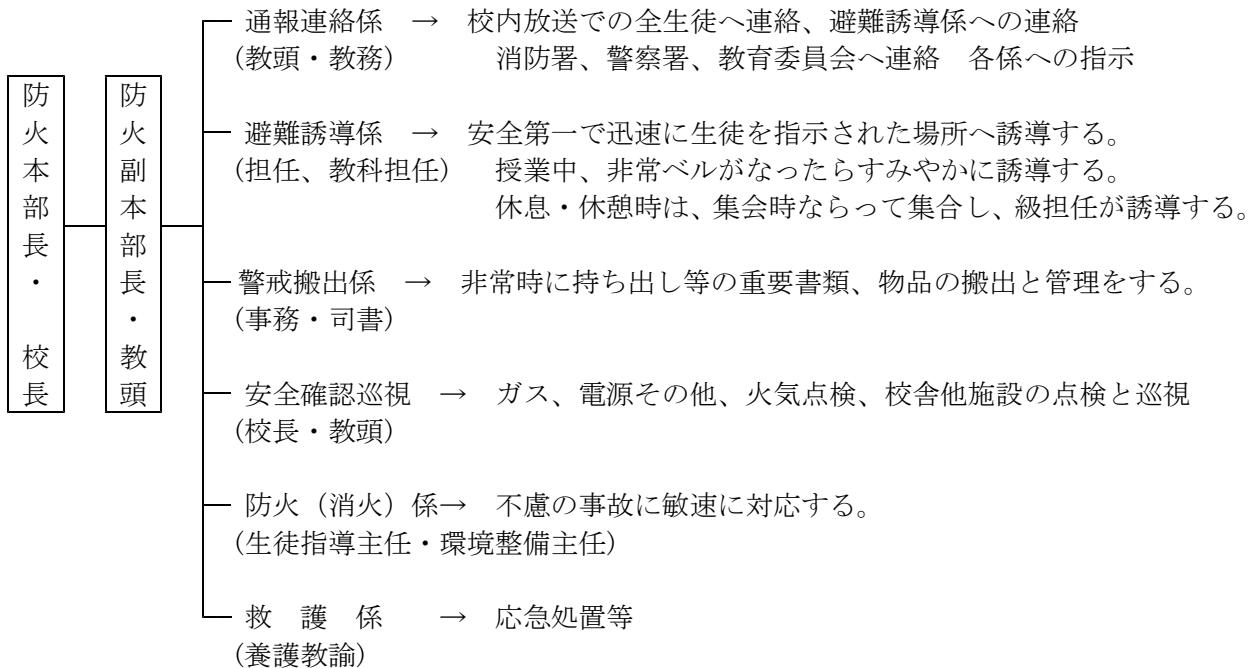 防火本部長・　校長
防火副本部長・教頭
通報連絡係　→　校内放送での全生徒へ連絡、避難誘導係への連絡
(教頭・教務)　消防署、警察署、教育委員会へ連絡　各係への指示
避難誘導係　→　安全第一で迅速に生徒を指示された場所へ誘導する。
(担任、教科担任)　授業中、非常ベルがなったらすみやかに誘導する。
休息・休憩時は、集会時ならって集合し、級担任が誘導する。
警戒搬出係　→　非常時に持ち出し等の重要書類、物品の搬出と管理をする。
(事務・司書)
安全確認巡視　→　ガス、電源その他、火気点検、校舎他施設の点検と巡視
(校長・教頭)
防火（消火）係→　不慮の事故に敏速に対応する。
(生徒指導主任・環境整備主任)
救　護　係　→　応急処置等
(養護教諭)